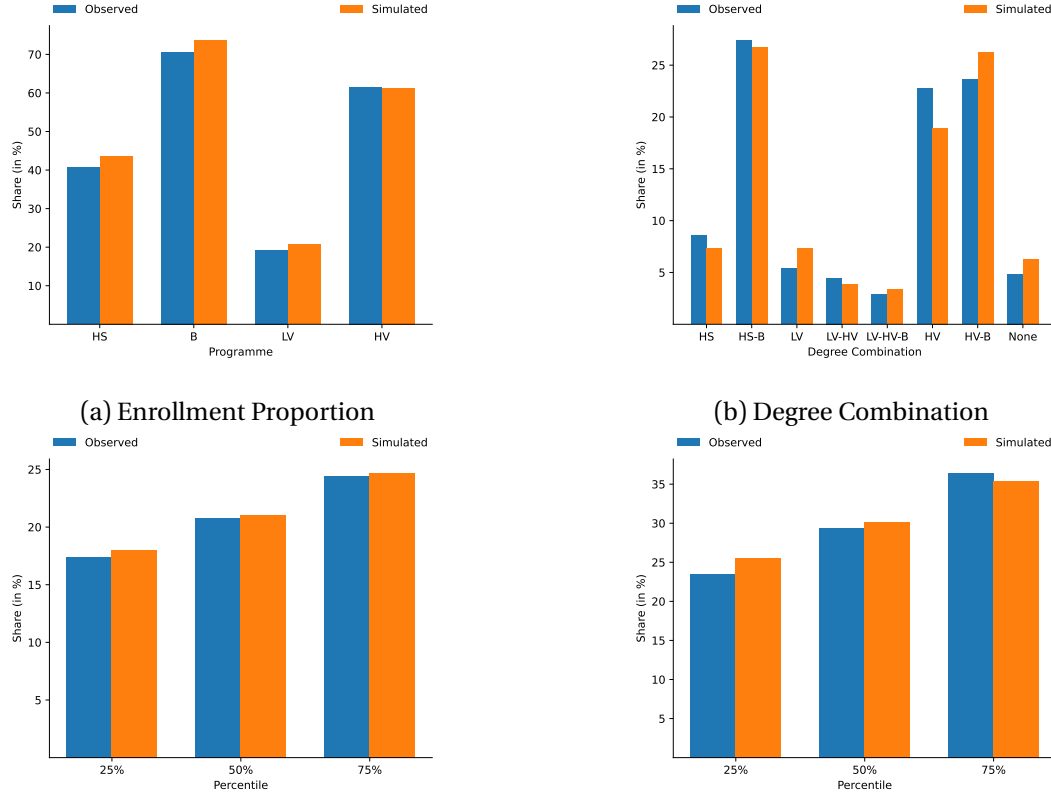 Observed Simulated
70
60
50
40
30
20
10
Share (in %)
HS B LV HV
Programme
(a) Enrollment Proportion
Observed Simulated
25
20
15
10
5
Share (in %)
HS HS-B LV LV-HV LV-HV-B HV HV-B None
Degree Combination
(b) Degree Combination
Observed Simulated
25
20
15
10
5
Share (in %)
25% 50% 75%
Percentile
Observed Simulated
35
30
25
20
15
10
5
Share (in %)
25% 50% 75%
Percentile